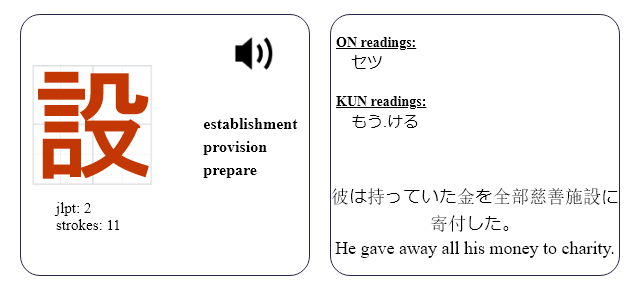 設
establishment
provision
prepare
jlpt: 2
strokes: 11
ON readings:
セツ
KUN readings:
もう.ける
彼は持っていた金を全部慈善施設に
寄付した。
He gave away all his money to charity.